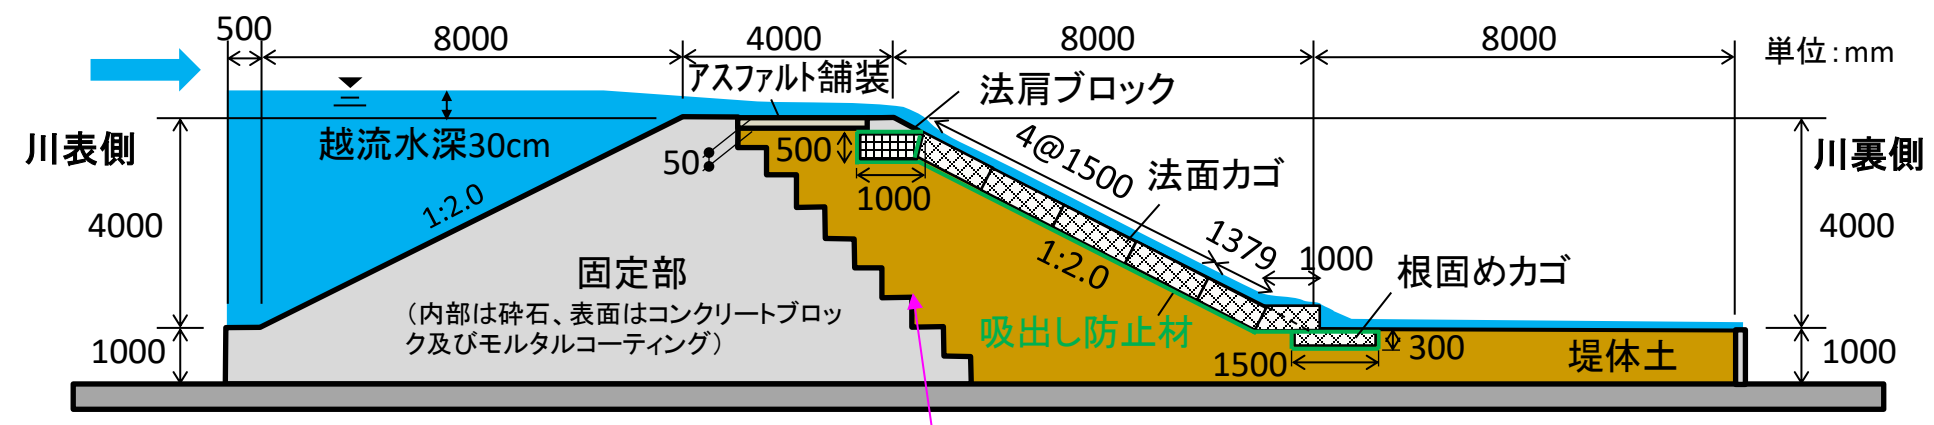 500
8000
4000
8000
8000
単位：mm
アスファルト舗装
法肩ブロック
川表側
越流水深30cm
50
500
4@1500
法面カゴ
川裏側
1:2.0
1000
4000
1379
1000
4000
固定部
1:2.0
根固めカゴ
（内部は砕石、表面はコンクリートブロッ
ク及びモルタルコーティング）
吸出し防止材
1000
1500
300
堤体土
1000